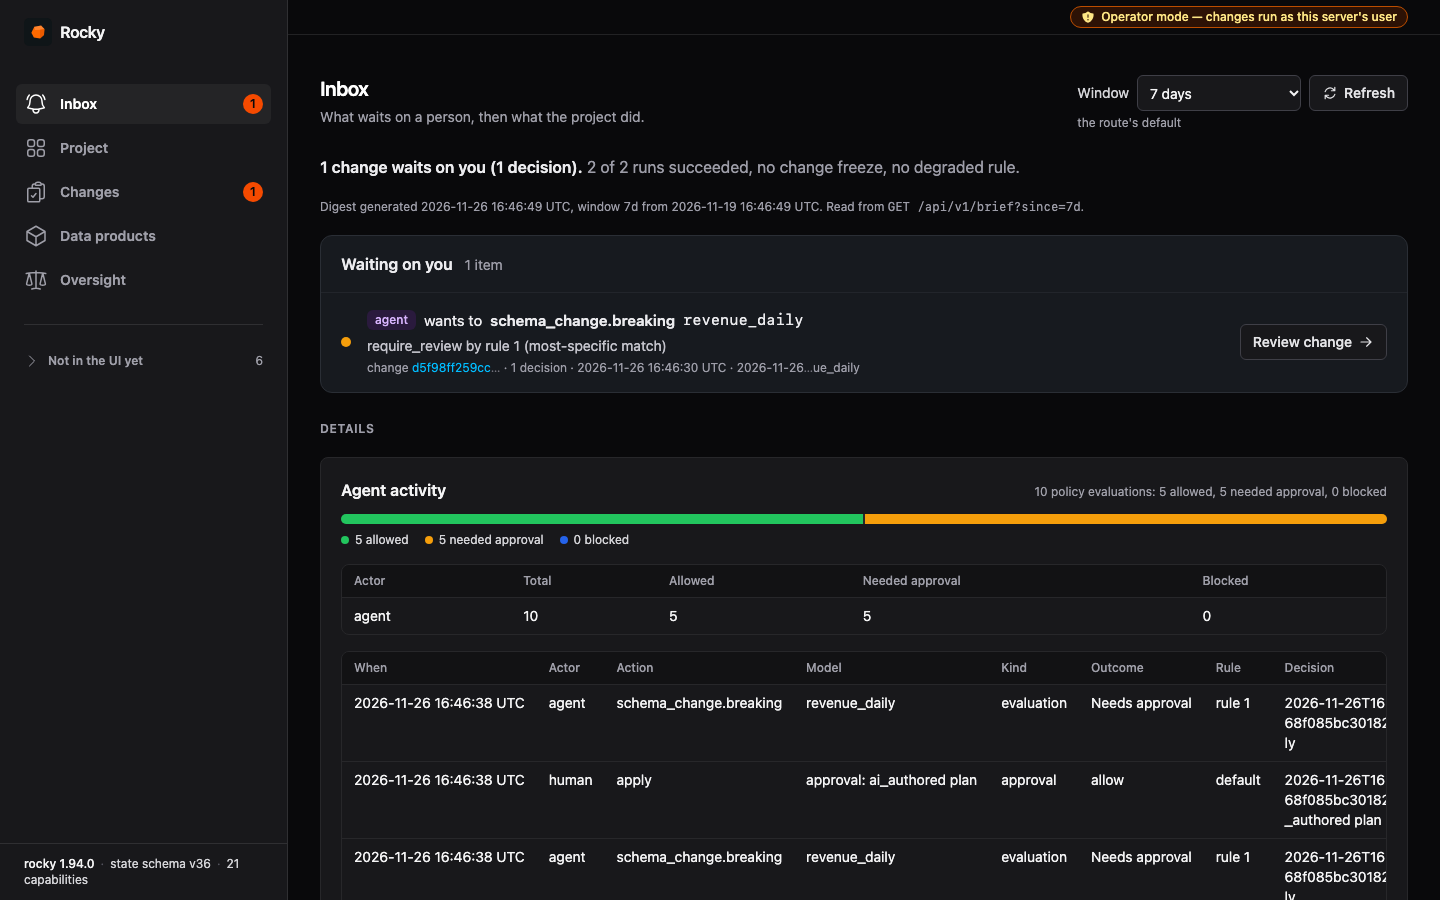 Rocky
Operator mode — changes run as this server's user
Inbox 1
Project
Changes 1
Data products
Oversight
Not in the UI yet 6
rocky 1.94.0 · state schema v36 · 21
capabilities
Inbox
What waits on a person, then what the project did.
Window 7 days Refresh
the route's default
1 change waits on you (1 decision). 2 of 2 runs succeeded, no change freeze, no degraded rule.
Digest generated 2026-11-26 16:46:49 UTC, window 7d from 2026-11-19 16:46:49 UTC. Read from GET /api/v1/brief?since=7d.
Waiting on you 1 item
agent wants to schema_change.breaking revenue_daily
require_review by rule 1 (most-specific match)
change d5f98ff259cc… · 1 decision · 2026-11-26 16:46:30 UTC · 2026-11-26…ue_daily
Review change →
DETAILS
Agent activity
10 policy evaluations: 5 allowed, 5 needed approval, 0 blocked
5 allowed 5 needed approval 0 blocked
Actor Total Allowed Needed approval Blocked
agent 10 5 5 0
When Actor Action Model Kind Outcome Rule Decision
2026-11-26 16:46:38 UTC agent schema_change.breaking revenue_daily evaluation Needs approval rule 1 2026-11-26T16
68f085bc30182
ly
2026-11-26 16:46:38 UTC human apply approval: ai_authored plan approval allow default 2026-11-26T16
68f085bc30182
_authored plan
2026-11-26 16:46:38 UTC agent schema_change.breaking revenue_daily evaluation Needs approval rule 1 2026-11-26T16
68f085bc30182
ly